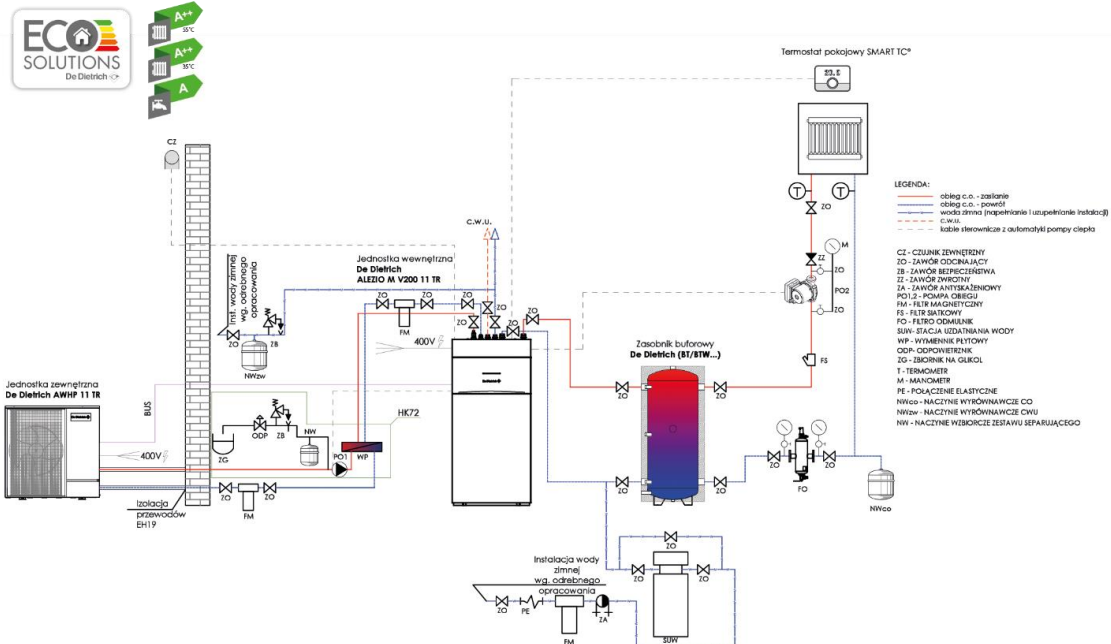 ECO
SOLUTIONS
De Dietrich
A++
55°C
A++
35°C
A
Termostat pokojowy SMART TC°
CZ
c.w.u.
Inst. wody zimnej
wg. odrebnego
opracowania
Jednostka wewnętrzna
De Dietrich
ALEZIO M V200 11 TR
ZO
ZO
ZO
FM
ZO
ZO
ZO
ZO
ZO
ZB
NWzw
400V
ZO
ZZ
M
ZO
PO2
ZO
FS
Zasobnik buforowy
De Dietrich (BT/BTW...)
ZO
ZO
ZO
ZO
Jednostka zewnętrzna
De Dietrich AWHP 11 TR
BUS
400V
ZG
ODP
ZB
NW
PO1
WP
HK72
ZO
ZO
FM
Izolacja
przewodów
EH19
ZO
ZO
FO
NWco
Instalacja wody
zimnej
wg. odrebnego
opracowania
ZO
PE
FM
ZA
ZO
ZO
ZO
SUW
T
T
LEGENDA:
obieg c.o. - zasilanie
obieg c.o. - powrót
woda zimna (napełnianie i uzupełnianie instalacji)
c.w.u.
kable sterownicze z automatyki pompy ciepła
CZ - CZUJNIK ZEWNĘTRZNY
ZO - ZAWÓR ODCINAJĄCY
ZB - ZAWÓR BEZPIECZEŃSTWA
ZZ - ZAWÓR ZWROTNY
ZA - ZAWÓR ANTYSKAŻENIOWY
PO1,2 - POMPA OBIEGU
FM - FILTR MAGNETYCZNY
FS - FILTR SIATKOWY
FO - FILTRO ODMULNIK
SUW- STACJA UZDATNIANIA WODY
WP - WYMIENNIK PŁYTOWY
ODP- ODPOWIETRZNIK
ZG - ZBIORNIK NA GLIKOL
T - TERMOMETR
M - MANOMETR
PE - POŁĄCZENIE ELASTYCZNE
NWco - NACZYNIE WYRÓWNAWCZE CO
NWzw - NACZYNIE WYRÓWNAWCZE CWU
NW - NACZYNIE WZBIORCZE ZESTAWU SEPARUJĄCEGO